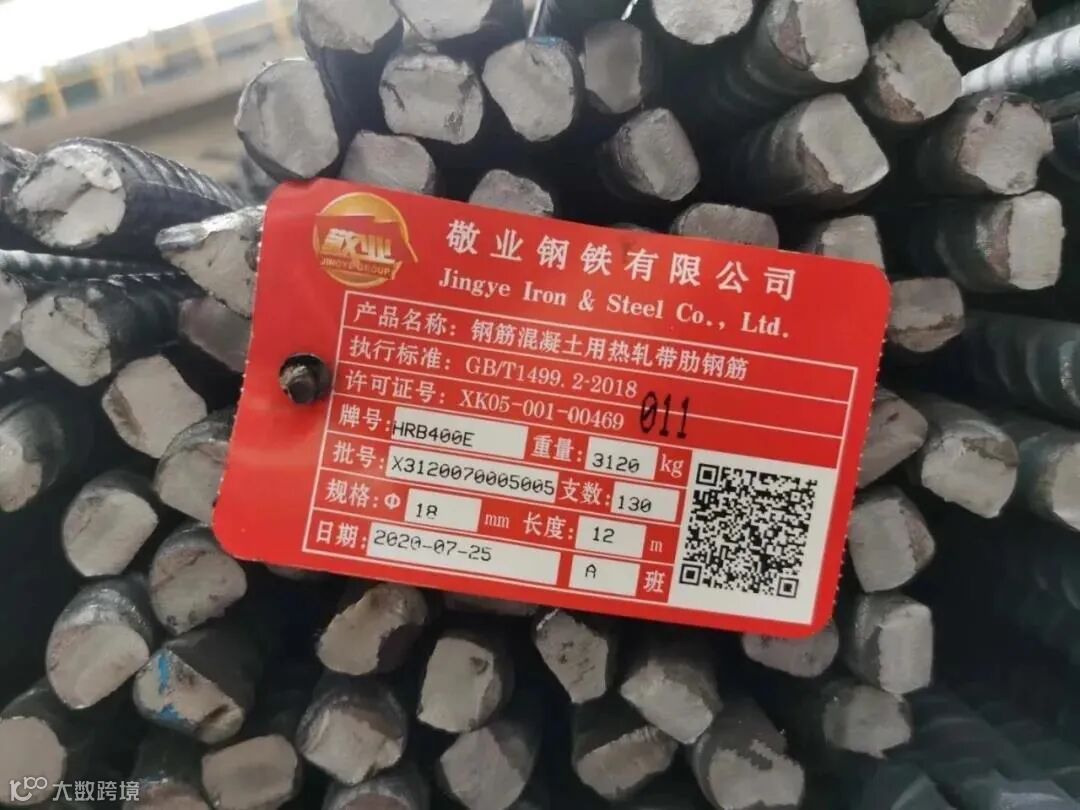 敬业
JINGYE GROUP
敬业钢铁有限公司
Jingye Iron & Steel Co., Ltd.
产品名称: 钢筋混凝土用热轧带肋钢筋
执行标准: GB/T1499.2-2018
许可证号: XK05-001-00469 011
牌号: HRB400E 重量: 3120 kg
批号: X3120070005005 支数: 130
规格: Φ 18 mm 长度: 12 m
日期: 2020-07-25 A 班
大数跨境